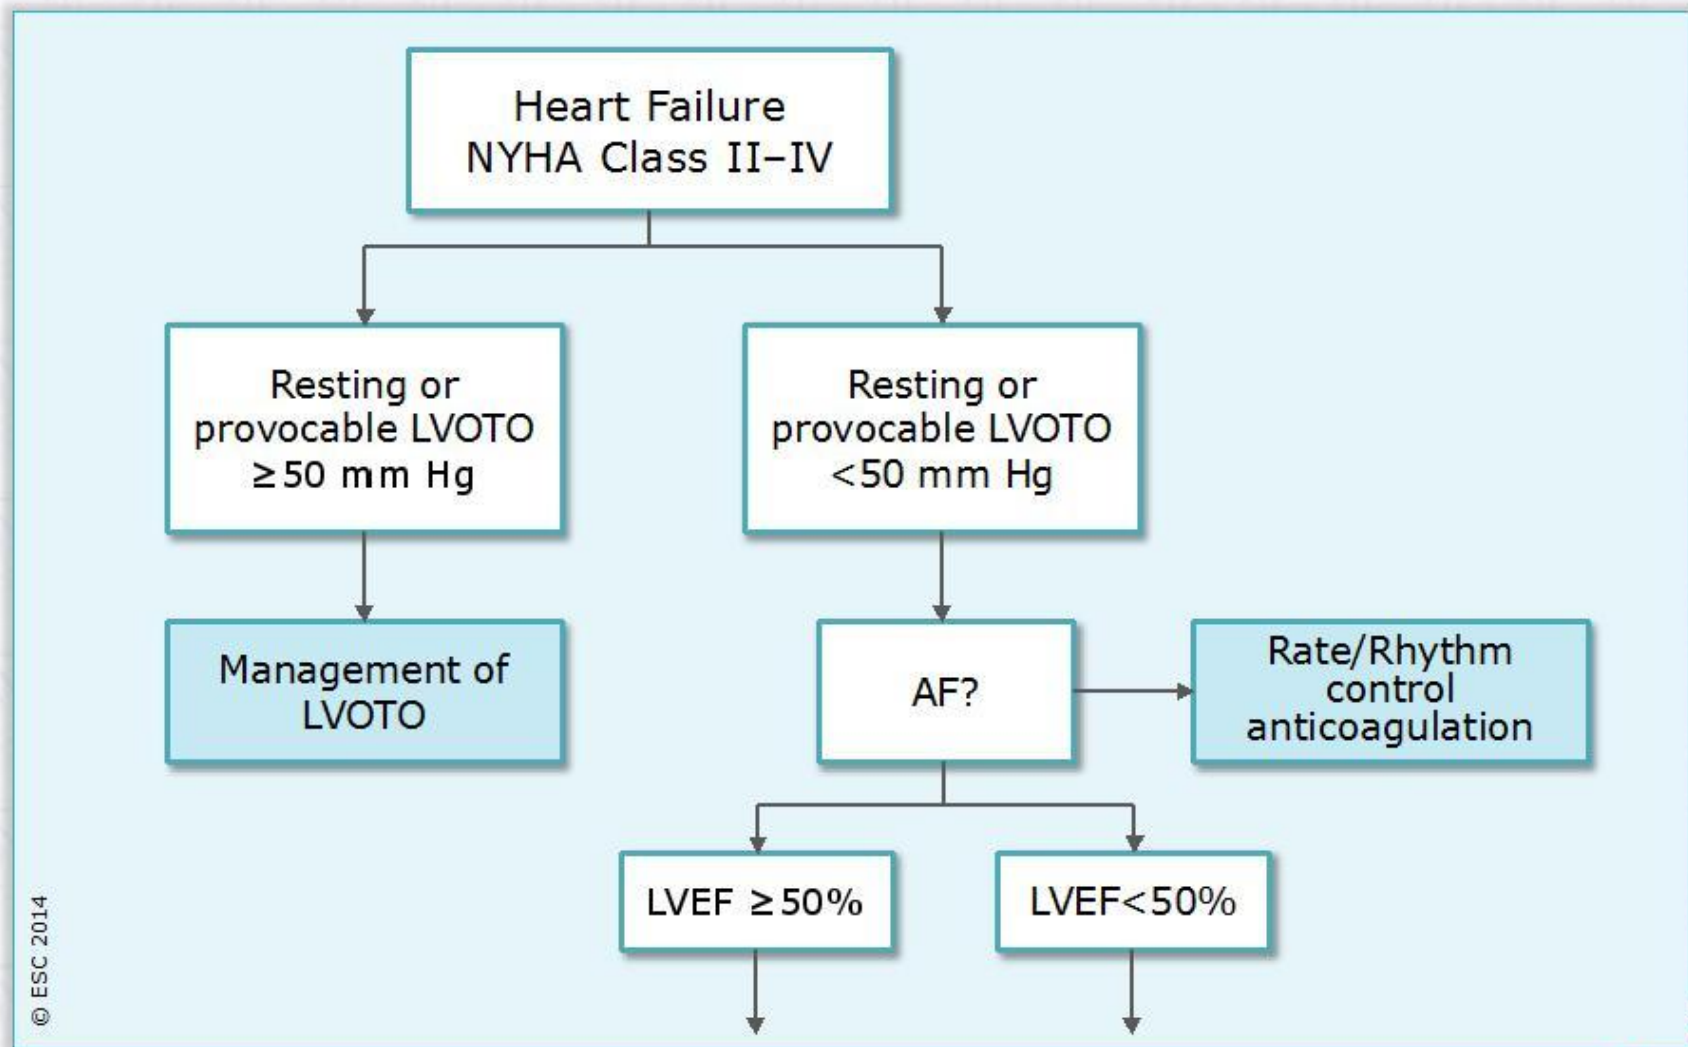 Heart Failure
NYHA Class II–IV
Resting or
provocable LVOTO
≥50 mm Hg
Resting or
provocable LVOTO
<50 mm Hg
Management of
LVOTO
AF?
Rate/Rhythm
control
anticoagulation
LVEF ≥50%
LVEF<50%
© ESC 2014